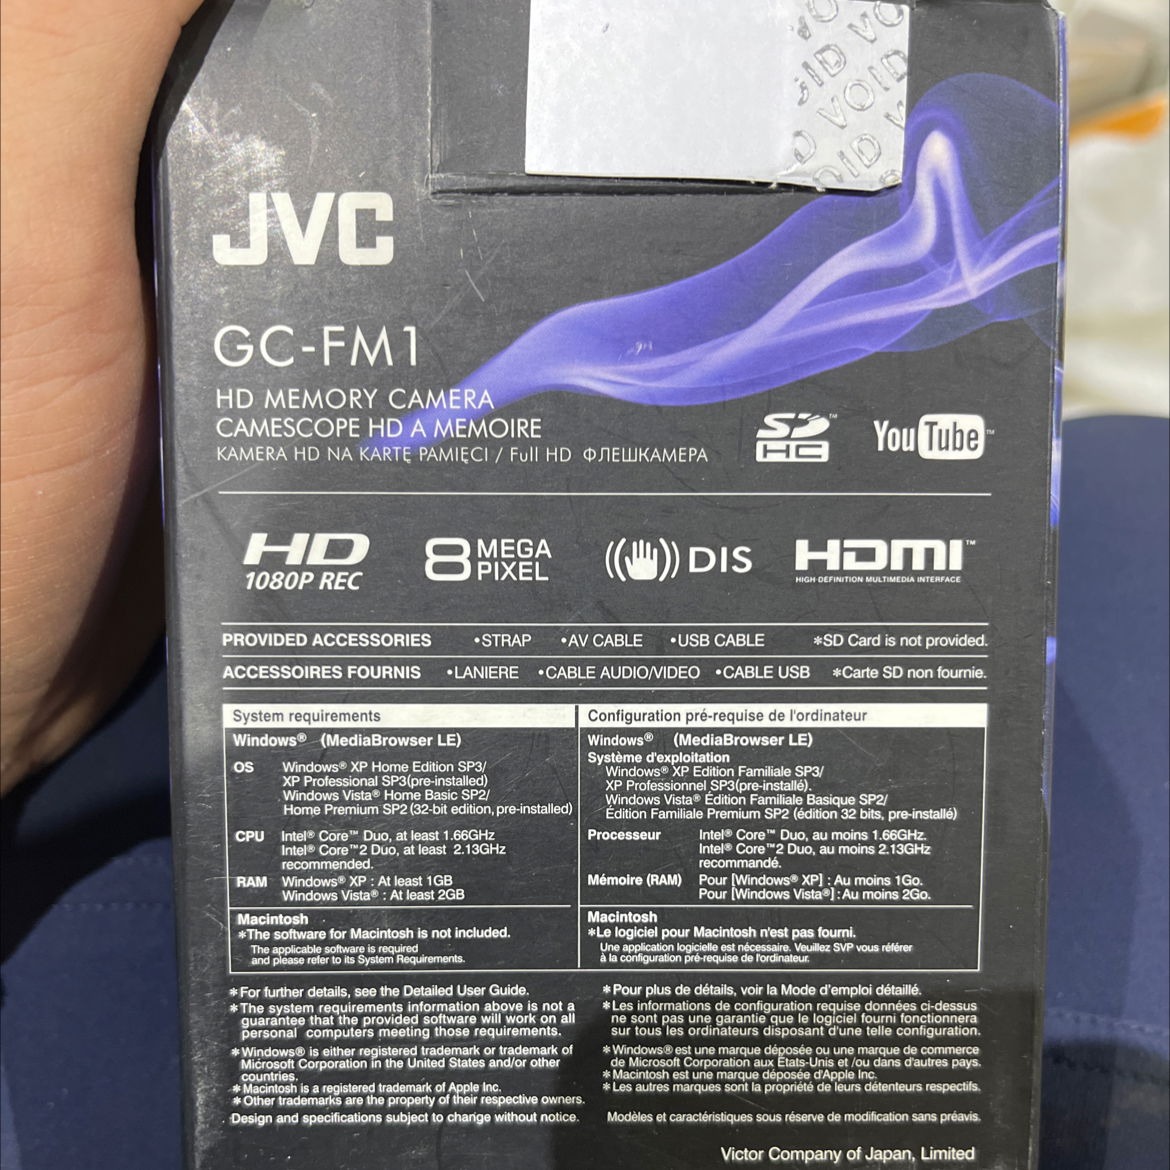 VOID VO
VOID
VOID
JVC
GC-FM1
HD MEMORY CAMERA
CAMESCOPE HD A MEMOIRE
KAMERA HD NA KARTĘ PAMIĘCI / Full HD ФЛЕШКАМЕРА
SD HC™
YouTube™
HD
1080P REC
8 MEGA
PIXEL
DIS
HDMI™
HIGH-DEFINITION MULTIMEDIA INTERFACE
PROVIDED ACCESSORIES •STRAP •AV CABLE •USB CABLE *SD Card is not provided.
ACCESSOIRES FOURNIS •LANIERE •CABLE AUDIO/VIDEO •CABLE USB *Carte SD non fournie.
System requirements
Windows® (MediaBrowser LE)
OS Windows® XP Home Edition SP3/
XP Professional SP3(pre-installed)
Windows Vista® Home Basic SP2/
Home Premium SP2 (32-bit edition, pre-installed)
CPU Intel® Core™ Duo, at least 1.66GHz
Intel® Core™2 Duo, at least 2.13GHz
recommended.
RAM Windows® XP : At least 1GB
Windows Vista® : At least 2GB
Macintosh
*The software for Macintosh is not included.
The applicable software is required
and please refer to its System Requirements.
Configuration pré-requise de l'ordinateur
Windows® (MediaBrowser LE)
Système d'exploitation
Windows® XP Edition Familiale SP3/
XP Professionnel SP3(pre-installé).
Windows Vista® Édition Familiale Basique SP2/
Édition Familiale Premium SP2 (édition 32 bits, pre-installé)
Processeur Intel® Core™ Duo, au moins 1.66GHz.
Intel® Core™2 Duo, au moins 2.13GHz
recommandé.
Mémoire (RAM) Pour [Windows® XP] : Au moins 1Go.
Pour [Windows Vista®] : Au moins 2Go.
Macintosh
*Le logiciel pour Macintosh n'est pas fourni.
Une application logicielle est nécessaire. Veuillez SVP vous référer
à la configuration pré-requise de l'ordinateur.
*For further details, see the Detailed User Guide.
*The system requirements information above is not a
guarantee that the provided software will work on all
personal computers meeting those requirements.
*Windows® is either registered trademark or trademark of
Microsoft Corporation in the United States and/or other
countries.
*Macintosh is a registered trademark of Apple Inc.
*Other trademarks are the property of their respective owners.
Design and specifications subject to change without notice.
*Pour plus de détails, voir la Mode d'emploi détaillé.
*Les informations de configuration requise données ci-dessus
ne sont pas une garantie que le logiciel fourni fonctionnera
sur tous les ordinateurs disposant d'une telle configuration.
*Windows® est une marque déposée ou une marque de commerce
de Microsoft Corporation aux États-Unis et /ou dans d'autres pays.
*Macintosh est une marque déposée d'Apple Inc.
*Les autres marques sont la propriété de leurs détenteurs respectifs.
Modèles et caractéristiques sous réserve de modification sans préavis.
Victor Company of Japan, Limited